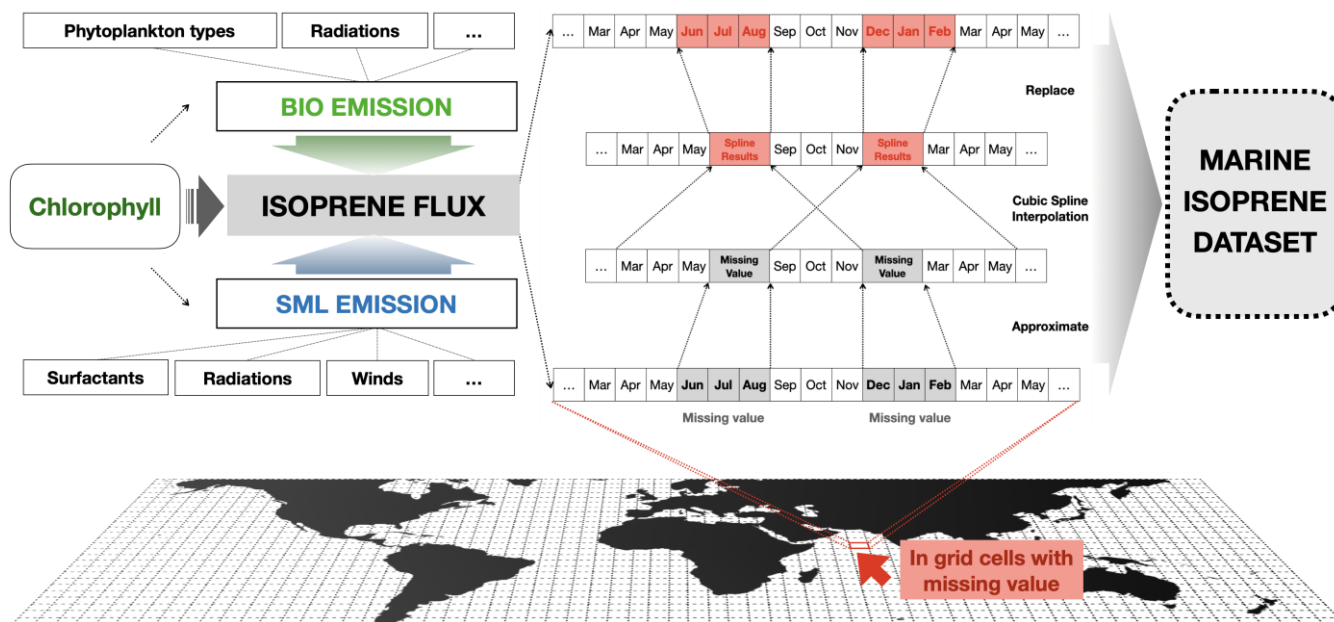 Phytoplankton types
Radiations
...
BIO EMISSION
Chlorophyll
ISOPRENE FLUX
SML EMISSION
Surfactants
Radiations
Winds
...
... Mar Apr May Jun Jul Aug Sep Oct Nov Dec Jan Feb Mar Apr May ...
Replace
... Mar Apr May Spline Results Sep Oct Nov Spline Results Mar Apr May ...
Cubic Spline
Interpolation
... Mar Apr May Missing Value Sep Oct Nov Missing Value Mar Apr May ...
Approximate
... Mar Apr May Jun Jul Aug Sep Oct Nov Dec Jan Feb Mar Apr May ...
Missing value Missing value
MARINE
ISOPRENE
DATASET
In grid cells with
missing value